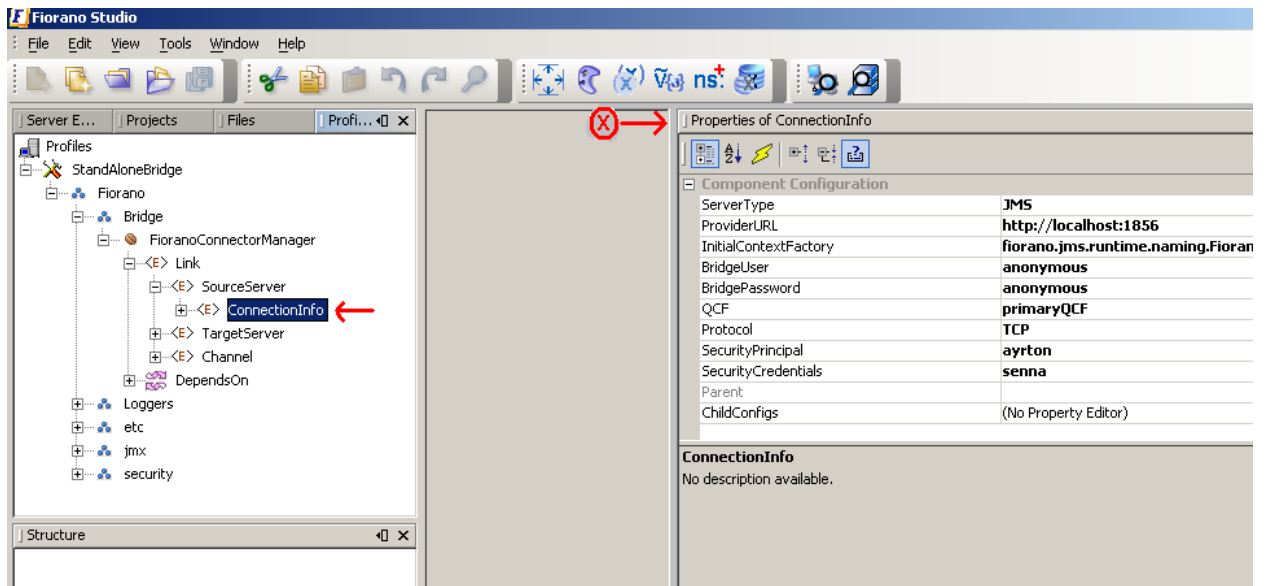 Fiorano Studio
File Edit View Tools Window Help
ns:
Server E... Projects Files Profi...
Profiles
StandAloneBridge
Fiorano
Bridge
FioranoConnectorManager
<E> Link
<E> SourceServer
<E> ConnectionInfo
<E> TargetServer
<E> Channel
DependsOn
Loggers
etc
jmx
security
Structure
X
Properties of ConnectionInfo
Component Configuration
ServerType JMS
ProviderURL http://localhost:1856
InitialContextFactory fiorano.jms.runtime.naming.Fioran
BridgeUser anonymous
BridgePassword anonymous
QCF primaryQCF
Protocol TCP
SecurityPrincipal ayrton
SecurityCredentials senna
Parent
ChildConfigs (No Property Editor)
ConnectionInfo
No description available.